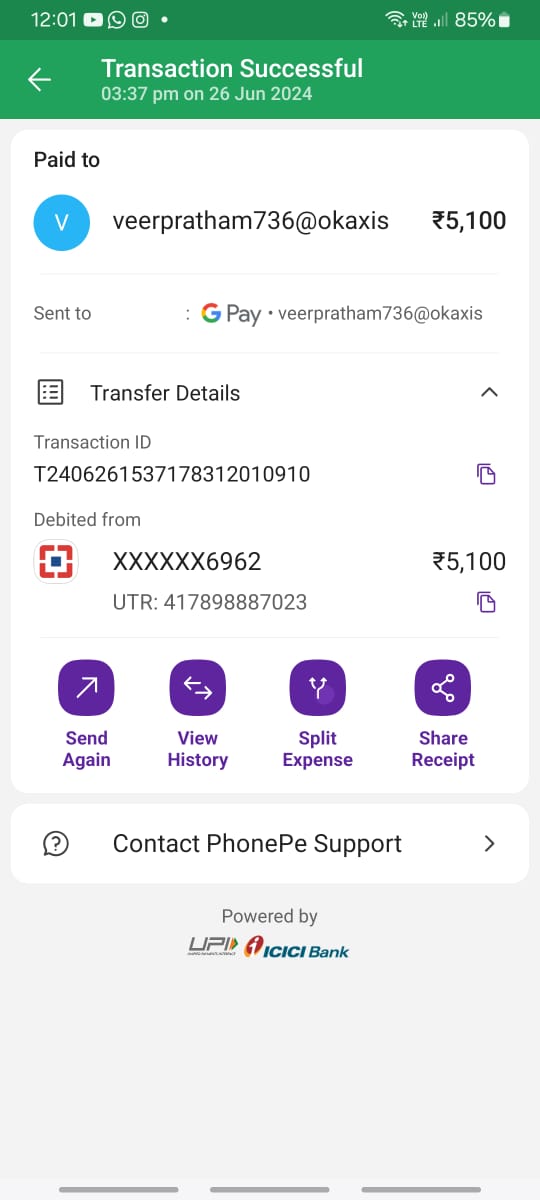 12:01 Vo)) LTE 85%
Transaction Successful
03:37 pm on 26 Jun 2024
Paid to
V veerpratham736@okaxis ₹5,100
Sent to : G Pay • veerpratham736@okaxis
Transfer Details
Transaction ID
T2406261537178312010910
Debited from
XXXXXX6962 ₹5,100
UTR: 417898887023
Send Again
View History
Split Expense
Share Receipt
Contact PhonePe Support
Powered by
UPI ICICI Bank